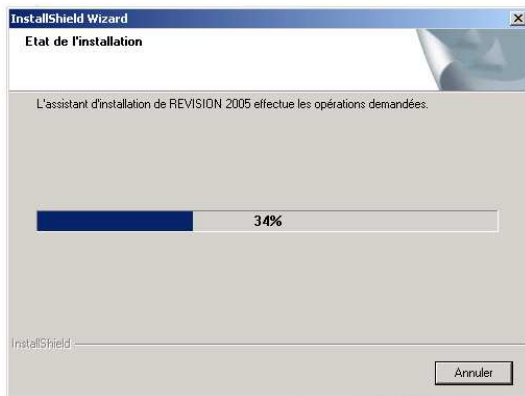 InstallShield Wizard
Etat de l'installation
L'assistant d'installation de REVISION 2005 effectue les opérations demandées.
34%
InstallShield
Annuler